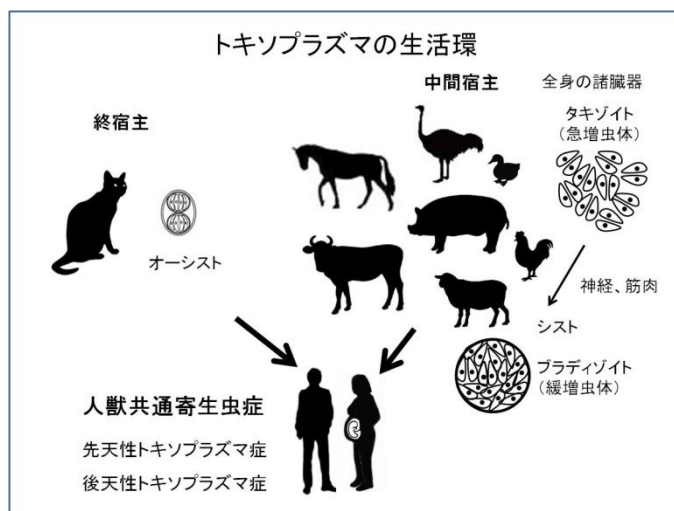 トキソプラズマの生活環
中間宿主
全身の諸臓器
終宿主
タキゾイト
（急増虫体）
オーシスト
神経、筋肉
シスト
ブラディゾイト
（緩増虫体）
人獣共通寄生虫症
先天性トキソプラズマ症
後天性トキソプラズマ症